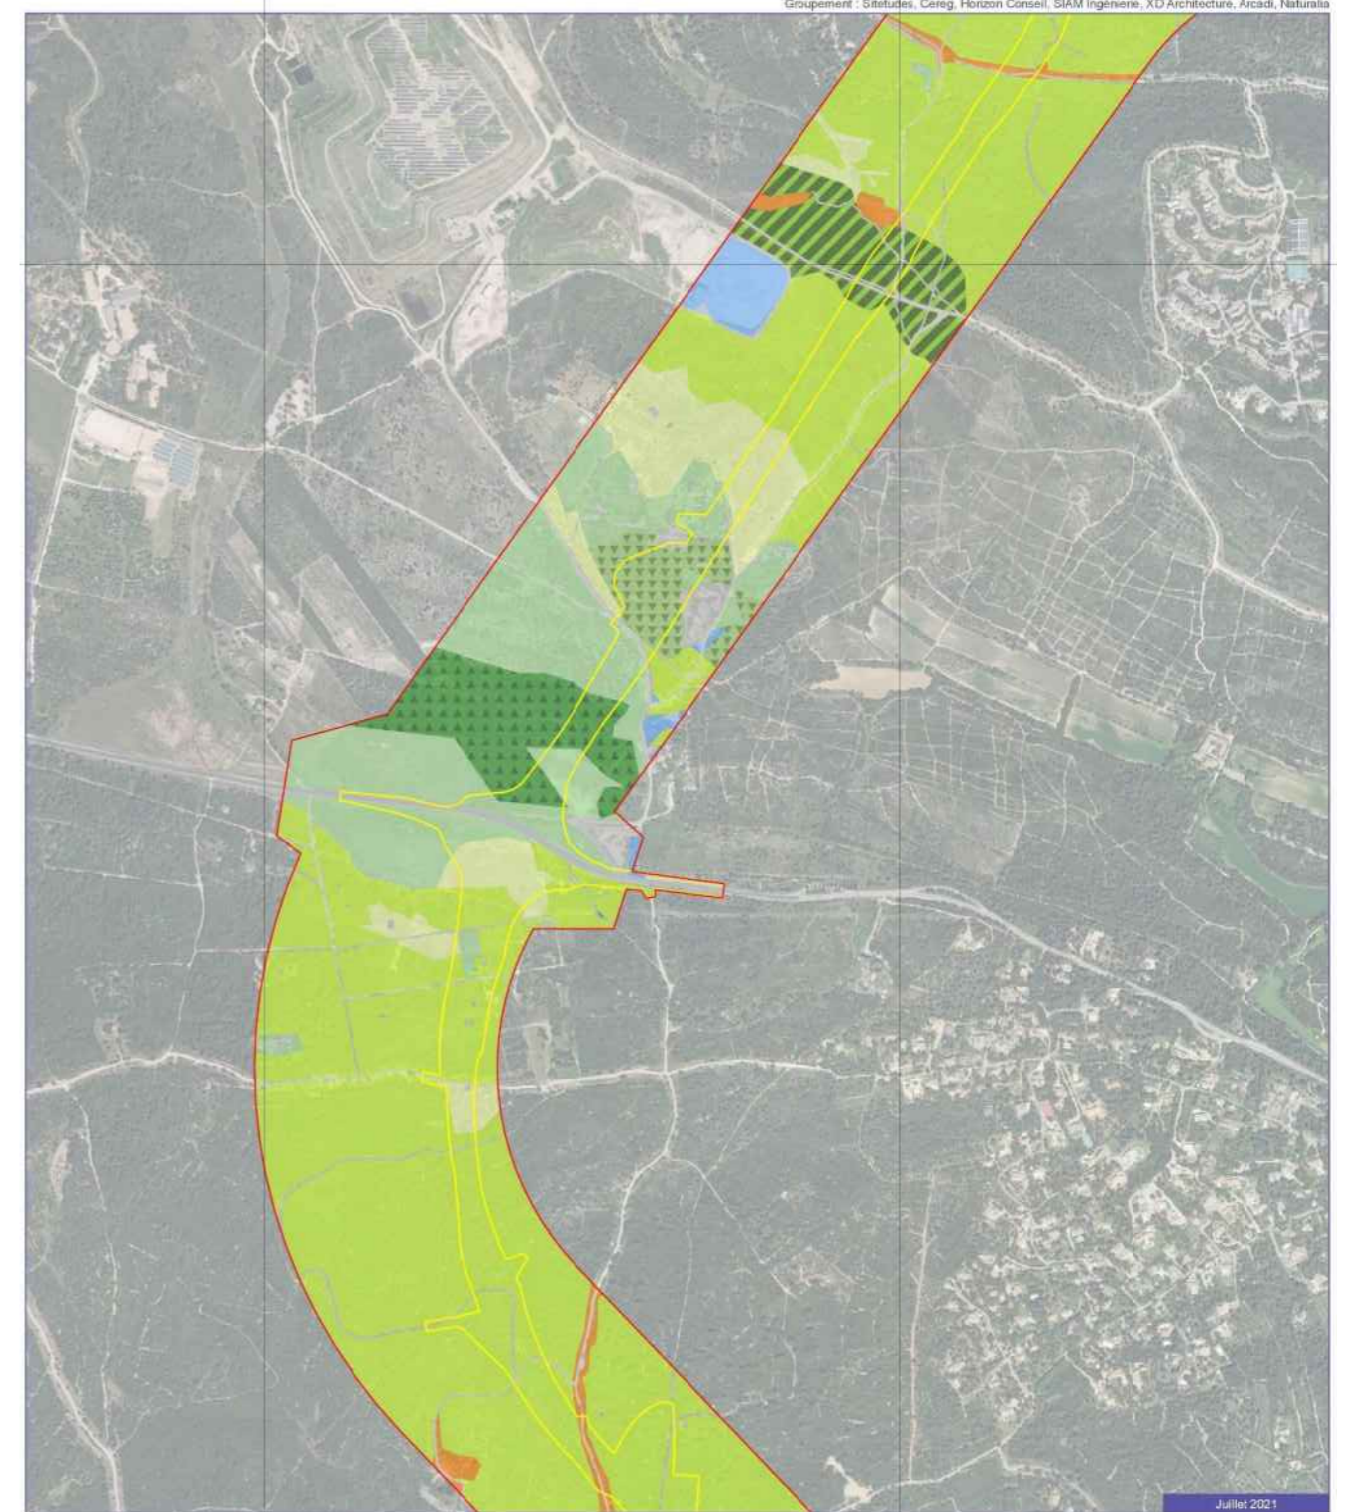 Groupement : Sitetudes, Cereg, Horizon Conseil, SIAM Ingénierie, XD Architecture, Arcadi, Naturalia
Juillet 2021